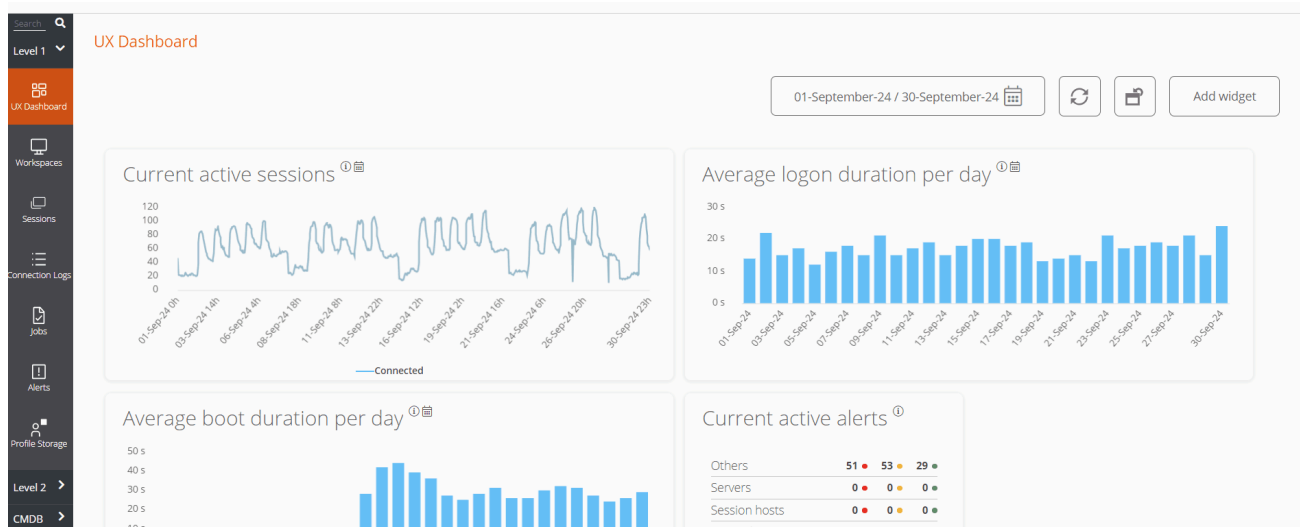 Search
Level 1
UX Dashboard
Workspaces
Sessions
Connection Logs
Jobs
Alerts
Profile Storage
Level 2
CMDB
UX Dashboard
01-September-24 / 30-September-24
Add widget
Current active sessions
120
100
80
60
40
20
0
01-Sep-24 0h
03-Sep-24 14h
06-Sep-24 4h
08-Sep-24 18h
11-Sep-24 8h
13-Sep-24 22h
16-Sep-24 12h
19-Sep-24 2h
21-Sep-24 16h
24-Sep-24 6h
26-Sep-24 20h
30-Sep-24 23h
Connected
Average logon duration per day
30 s
20 s
10 s
0 s
01-Sep-24
03-Sep-24
05-Sep-24
07-Sep-24
09-Sep-24
11-Sep-24
13-Sep-24
15-Sep-24
17-Sep-24
19-Sep-24
21-Sep-24
23-Sep-24
25-Sep-24
27-Sep-24
30-Sep-24
Average boot duration per day
50 s
40 s
30 s
20 s
Current active alerts
Others 51 53 29
Servers 0 0 0
Session hosts 0 0 0